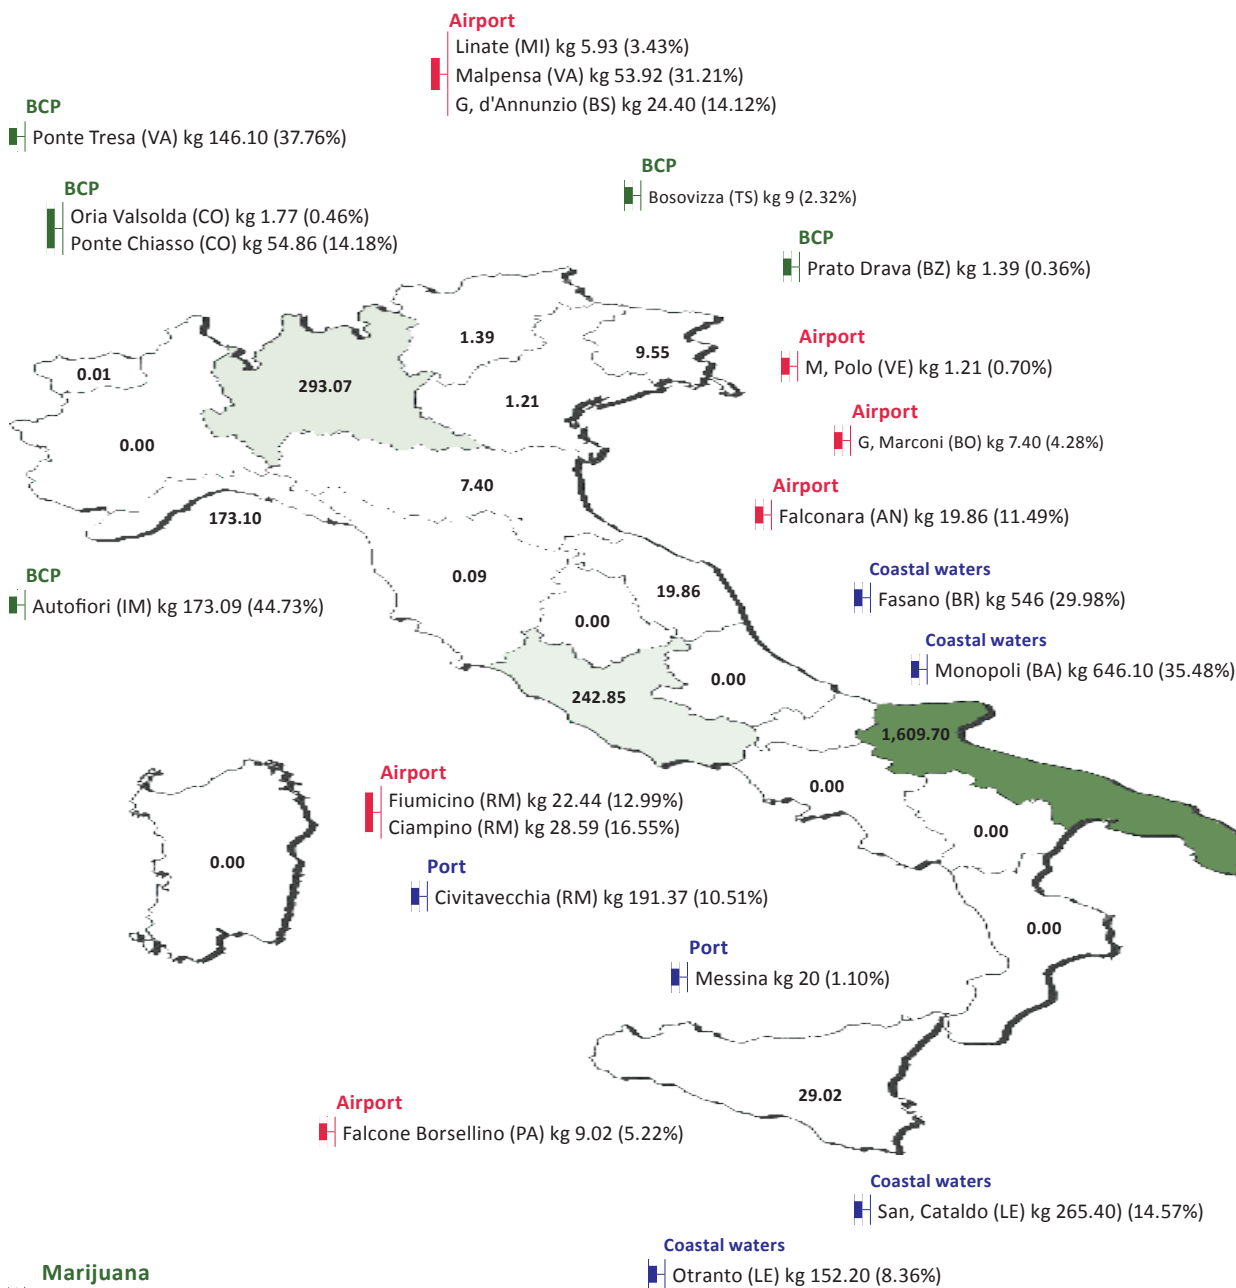 Airport
Linate (MI) kg 5.93 (3.43%)
Malpensa (VA) kg 53.92 (31.21%)
G, d'Annunzio (BS) kg 24.40 (14.12%)
BCP
Ponte Tresa (VA) kg 146.10 (37.76%)
BCP
Bosovizza (TS) kg 9 (2.32%)
BCP
Oria Valsolda (CO) kg 1.77 (0.46%)
Ponte Chiasso (CO) kg 54.86 (14.18%)
BCP
Prato Drava (BZ) kg 1.39 (0.36%)
1.39
9.55
0.01
293.07
1.21
Airport
M, Polo (VE) kg 1.21 (0.70%)
0.00
Airport
G, Marconi (BO) kg 7.40 (4.28%)
7.40
173.10
Airport
Falconara (AN) kg 19.86 (11.49%)
BCP
Autofiori (IM) kg 173.09 (44.73%)
0.09
19.86
0.00
Coastal waters
Fasano (BR) kg 546 (29.98%)
Coastal waters
Monopoli (BA) kg 646.10 (35.48%)
0.00
242.85
1,609.70
Airport
Fiumicino (RM) kg 22.44 (12.99%)
Ciampino (RM) kg 28.59 (16.55%)
0.00
0.00
0.00
Port
Civitavecchia (RM) kg 191.37 (10.51%)
0.00
Port
Messina kg 20 (1.10%)
29.02
Airport
Falcone Borsellino (PA) kg 9.02 (5.22%)
Coastal waters
San, Cataldo (LE) kg 265.40) (14.57%)
Coastal waters
Otranto (LE) kg 152.20 (8.36%)
Marijuana